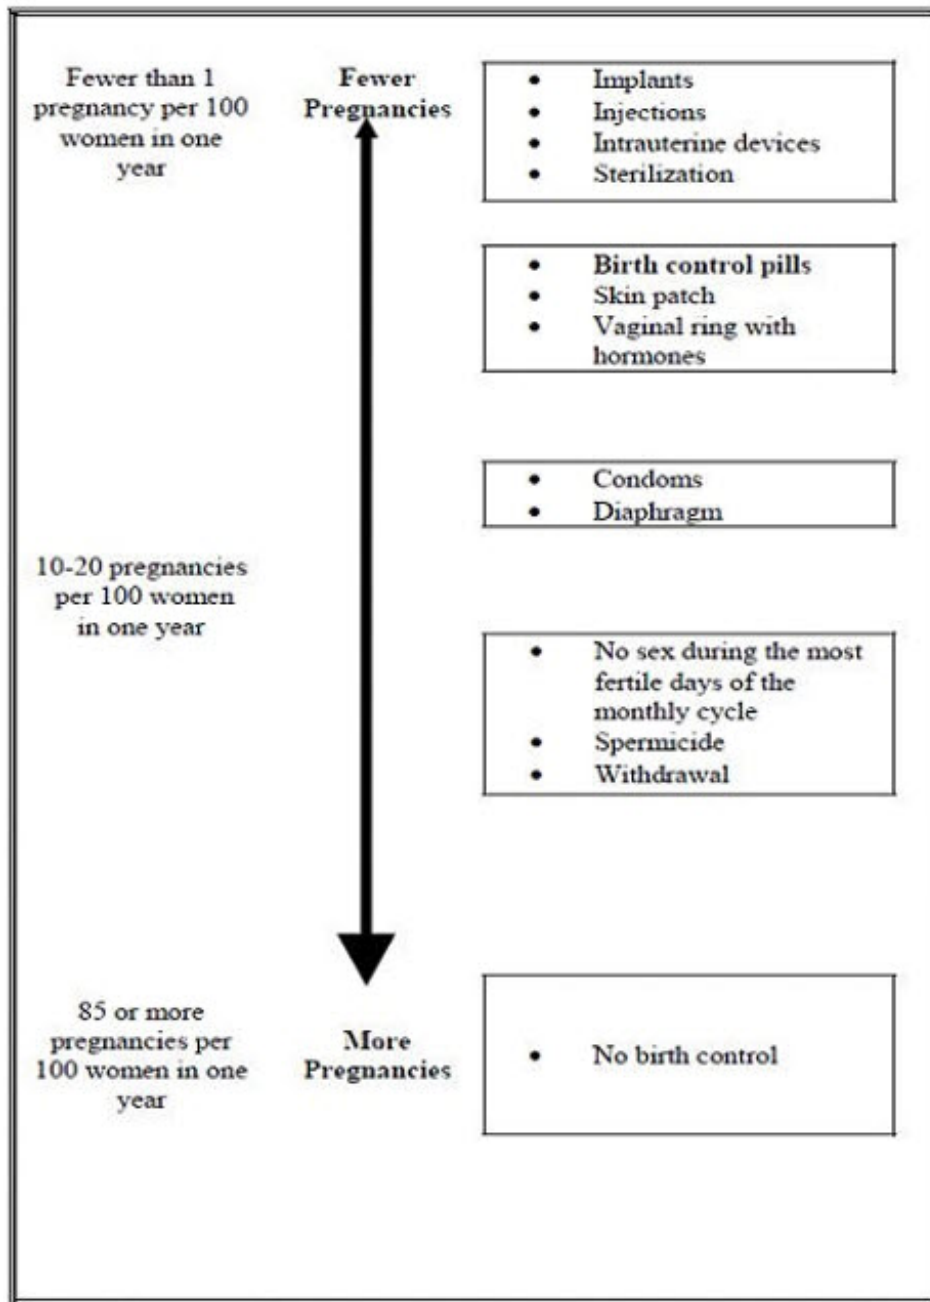 Fewer than 1
pregnancy per 100
women in one
year
Fewer
Pregnancies
• Implants
• Injections
• Intrauterine devices
• Sterilization
• Birth control pills
• Skin patch
• Vaginal ring with
hormones
• Condoms
• Diaphragm
10-20 pregnancies
per 100 women
in one year
• No sex during the most
fertile days of the
monthly cycle
• Spermicide
• Withdrawal
85 or more
pregnancies per
100 women in one
year
More
Pregnancies
• No birth control